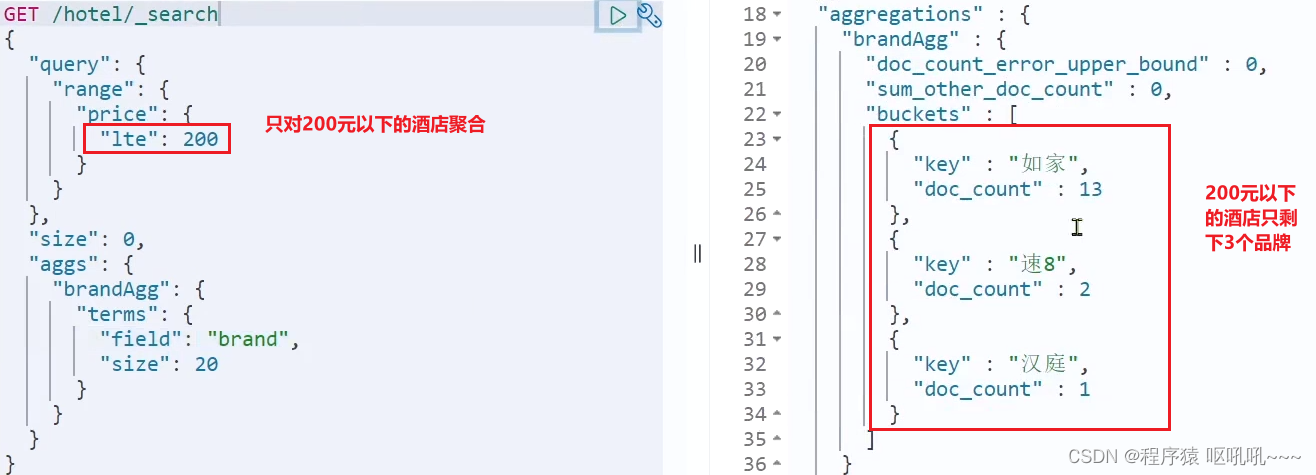 GET /hotel/_search
{
"query": {
"range": {
"price": {
"lte": 200
}
}
},
"size": 0,
"aggs": {
"brandAgg": {
"terms": {
"field": "brand",
"size": 20
}
}
}
}
只对200元以下的酒店聚合
18 "aggregations" : {
19 "brandAgg" : {
20 "doc_count_error_upper_bound" : 0,
21 "sum_other_doc_count" : 0,
22 "buckets" : [
23 {
24 "key" : "如家",
25 "doc_count" : 13
26 },
27 {
28 "key" : "速8",
29 "doc_count" : 2
30 },
31 {
32 "key" : "汉庭",
33 "doc_count" : 1
34 }
35 ]
36 }
200元以下
的酒店只剩
下3个品牌
CSDN @程序猿 呕吼吼~~~